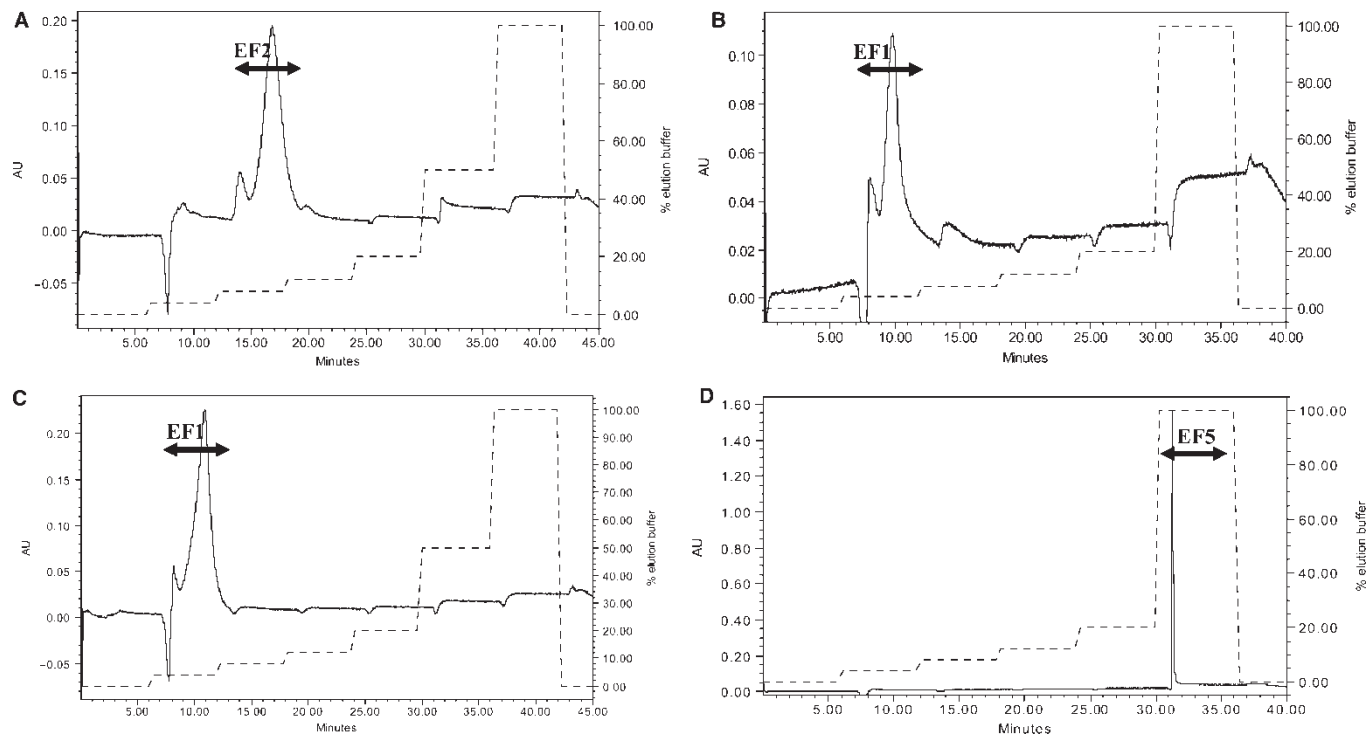 A
EF2
0.20
0.15
0.10
0.05
0.00
−0.05
AU
100.00
80.00
60.00
40.00
20.00
0.00
% elution buffer
5.00 10.00 15.00 20.00 25.00 30.00 35.00 40.00 45.00
Minutes
B
EF1
0.10
0.08
0.06
0.04
0.02
0.00
AU
100.00
80.00
60.00
40.00
20.00
0.00
% elution buffer
5.00 10.00 15.00 20.00 25.00 30.00 35.00 40.00
Minutes
C
EF1
0.20
0.15
0.10
0.05
0.00
−0.05
AU
100.00
90.00
80.00
70.00
60.00
50.00
40.00
30.00
20.00
10.00
0.00
% elution buffer
5.00 10.00 15.00 20.00 25.00 30.00 35.00 40.00 45.00
Minutes
D
EF5
1.60
1.40
1.20
1.00
0.80
0.60
0.40
0.20
0.00
AU
100.00
80.00
60.00
40.00
20.00
0.00
% elution buffer
5.00 10.00 15.00 20.00 25.00 30.00 35.00 40.00
Minutes